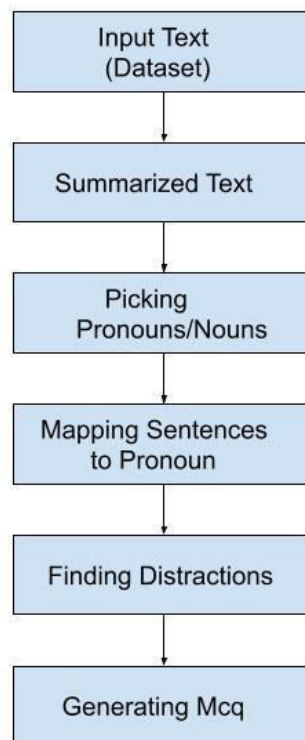 Input Text
(Dataset)
Summarized Text
Picking
Pronouns/Nouns
Mapping Sentences
to Pronoun
Finding Distractions
Generating Mcq